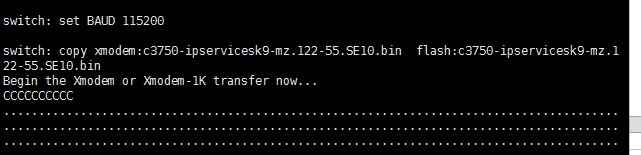 switch: set BAUD 115200
switch: copy xmodem:c3750-ipservicesk9-mz.122-55.SE10.bin  flash:c3750-ipservicesk9-mz.1
22-55.SE10.bin
Begin the Xmodem or Xmodem-1K transfer now...
CCCCCCCCCC
........................................................................................
........................................................................................
........................................................................................